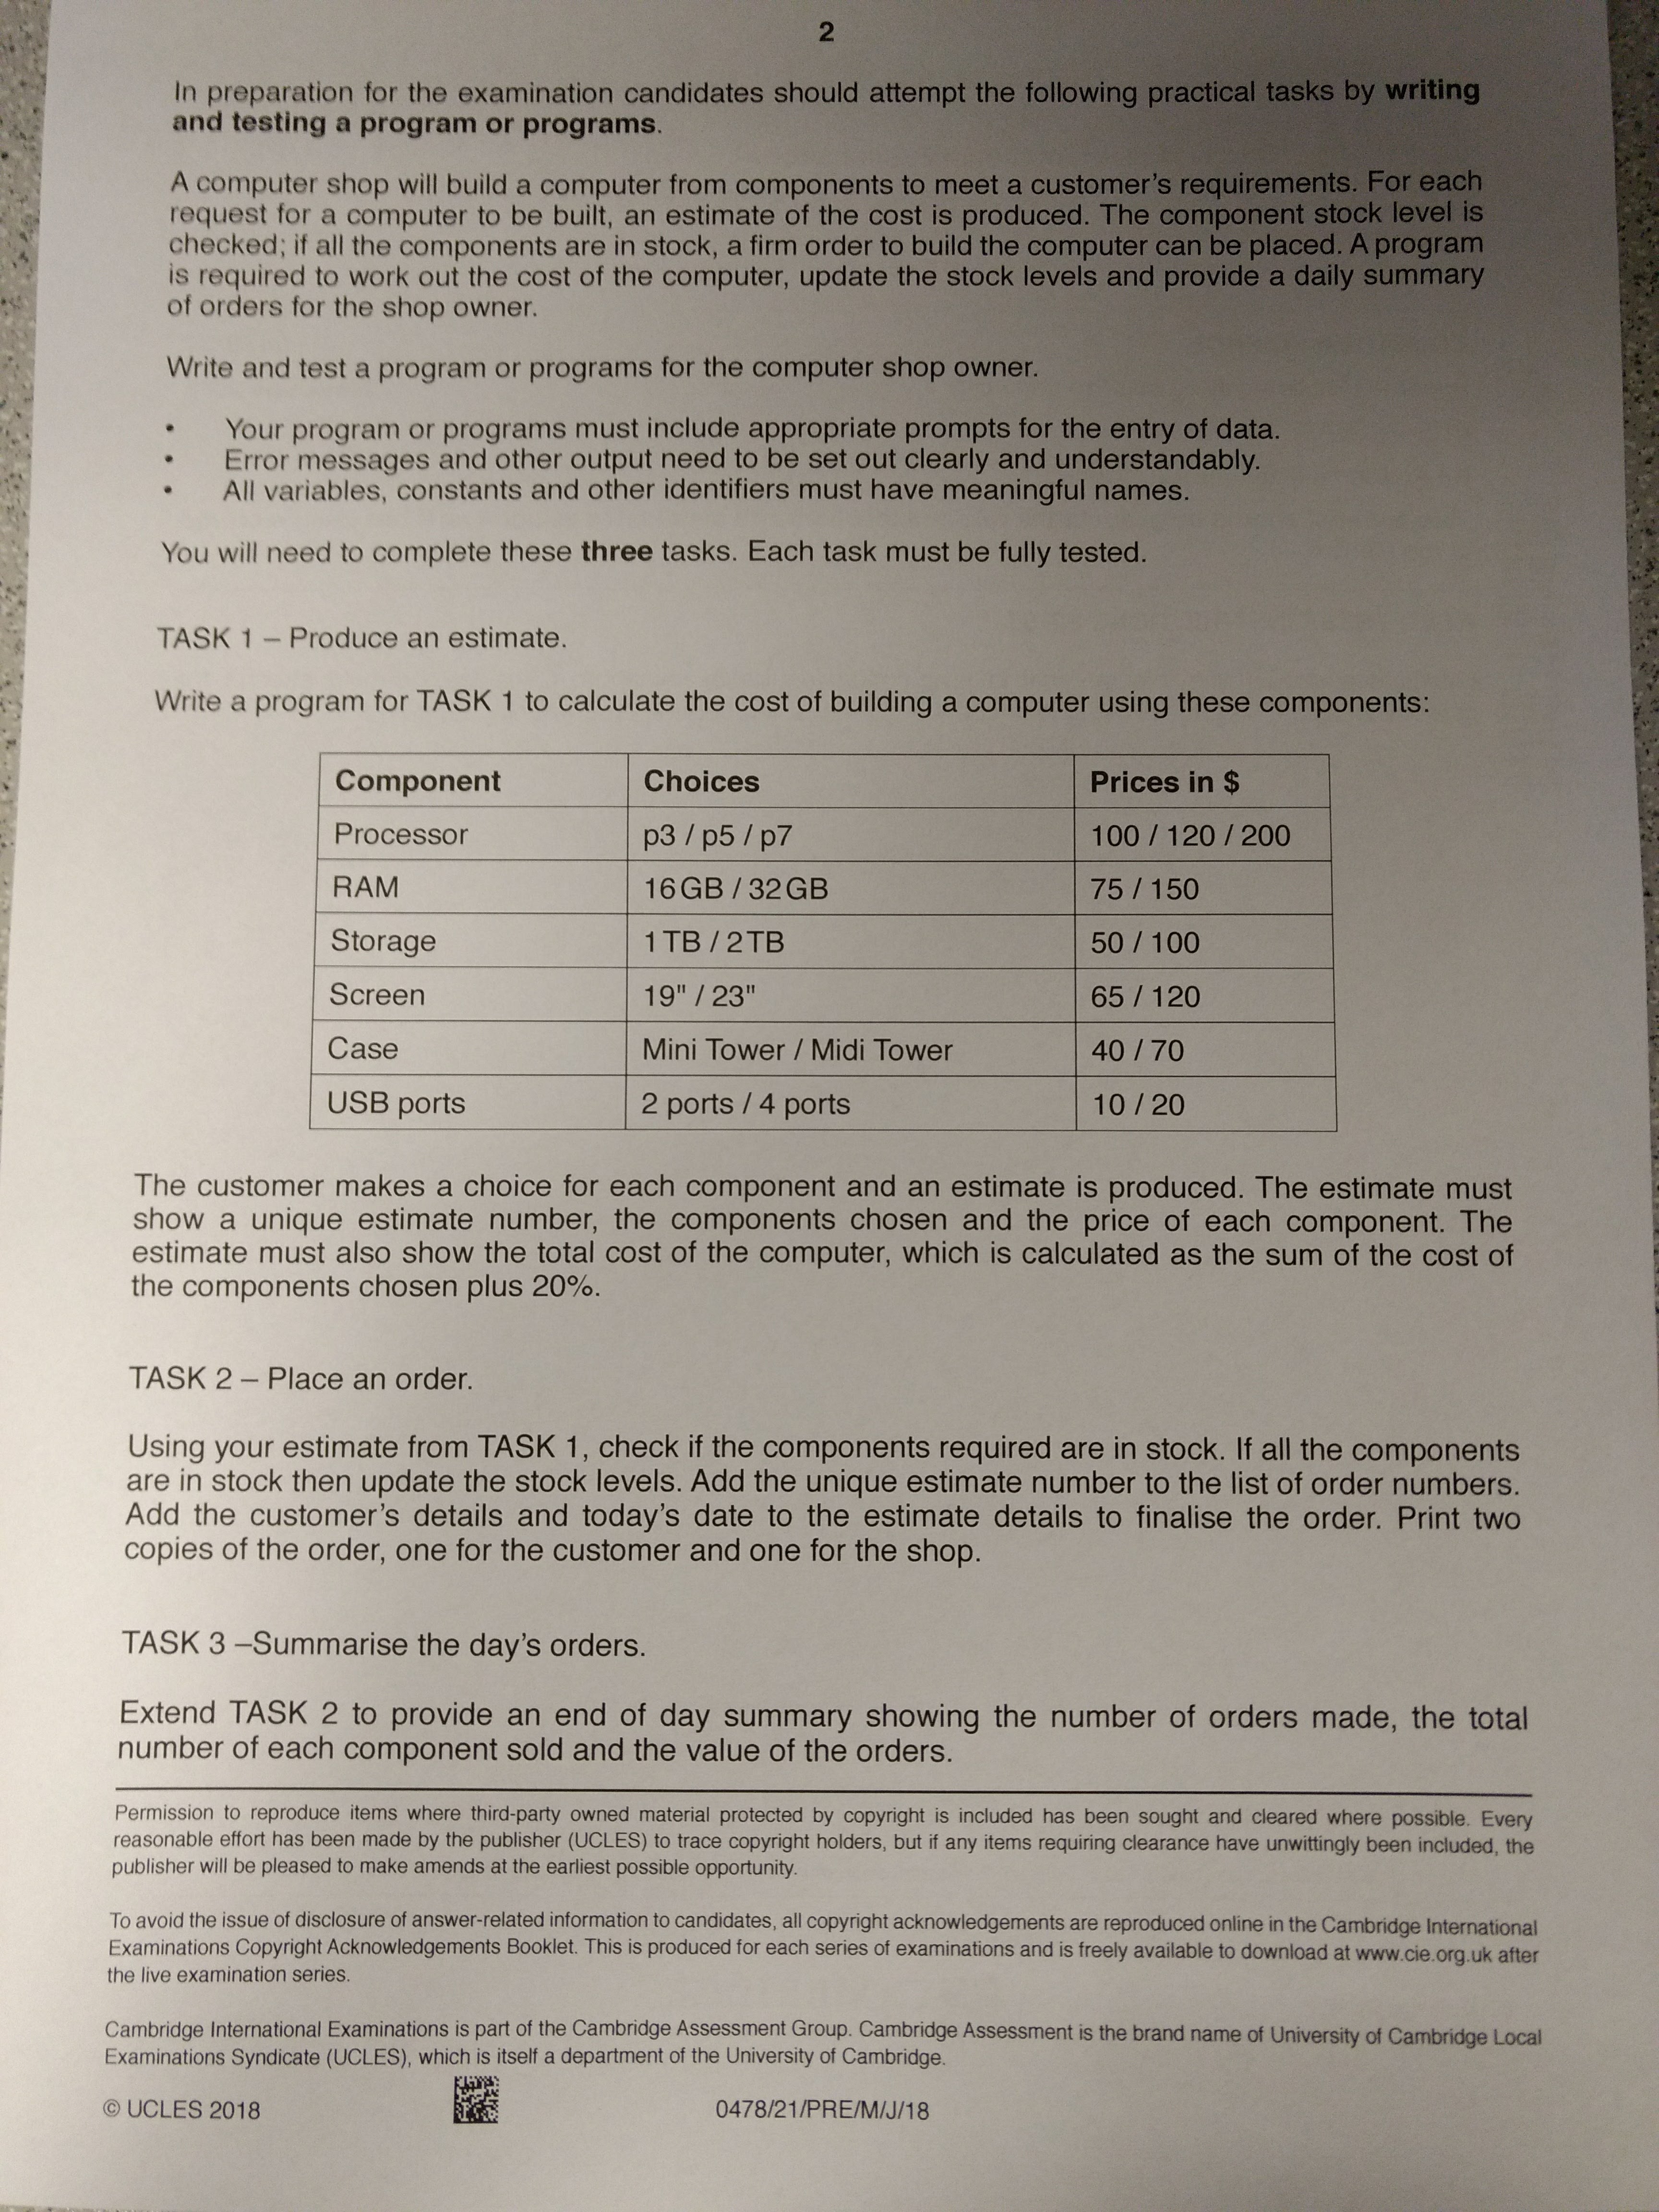 2
In preparation for the examination candidates should attempt the following practical tasks by writing
and testing a program or programs.
A computer shop will build a computer from components to meet a customer's requirements. For each
request for a computer to be built, an estimate of the cost is produced. The component stock level is
checked; if all the components are in stock, a firm order to build the computer can be placed. A program
is required to work out the cost of the computer, update the stock levels and provide a daily summary
of orders for the shop owner.
Write and test a program or programs for the computer shop owner.
• Your program or programs must include appropriate prompts for the entry of data.
• Error messages and other output need to be set out clearly and understandably.
• All variables, constants and other identifiers must have meaningful names.
You will need to complete these three tasks. Each task must be fully tested.
TASK 1 – Produce an estimate.
Write a program for TASK 1 to calculate the cost of building a computer using these components:
Component Choices Prices in $
Processor p3 / p5 / p7 100 / 120 / 200
RAM 16GB / 32GB 75 / 150
Storage 1TB / 2TB 50 / 100
Screen 19" / 23" 65 / 120
Case Mini Tower / Midi Tower 40 / 70
USB ports 2 ports / 4 ports 10 / 20
The customer makes a choice for each component and an estimate is produced. The estimate must
show a unique estimate number, the components chosen and the price of each component. The
estimate must also show the total cost of the computer, which is calculated as the sum of the cost of
the components chosen plus 20%.
TASK 2 – Place an order.
Using your estimate from TASK 1, check if the components required are in stock. If all the components
are in stock then update the stock levels. Add the unique estimate number to the list of order numbers.
Add the customer's details and today's date to the estimate details to finalise the order. Print two
copies of the order, one for the customer and one for the shop.
TASK 3 –Summarise the day's orders.
Extend TASK 2 to provide an end of day summary showing the number of orders made, the total
number of each component sold and the value of the orders.
Permission to reproduce items where third-party owned material protected by copyright is included has been sought and cleared where possible. Every
reasonable effort has been made by the publisher (UCLES) to trace copyright holders, but if any items requiring clearance have unwittingly been included, the
publisher will be pleased to make amends at the earliest possible opportunity.
To avoid the issue of disclosure of answer-related information to candidates, all copyright acknowledgements are reproduced online in the Cambridge International
Examinations Copyright Acknowledgements Booklet. This is produced for each series of examinations and is freely available to download at www.cie.org.uk after
the live examination series.
Cambridge International Examinations is part of the Cambridge Assessment Group. Cambridge Assessment is the brand name of University of Cambridge Local
Examinations Syndicate (UCLES), which is itself a department of the University of Cambridge.
© UCLES 2018 0478/21/PRE/M/J/18